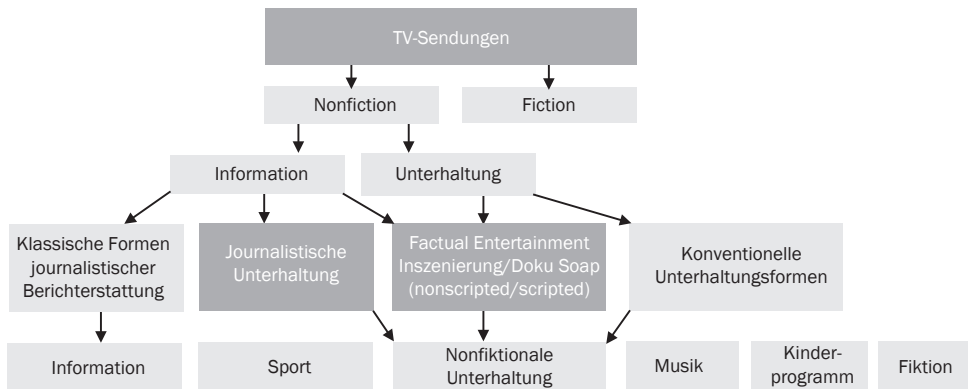 TV-Sendungen
Nonfiction
Fiction
Information
Unterhaltung
Klassische Formen
journalistischer
Berichterstattung
Journalistische
Unterhaltung
Factual Entertainment
Inszenierung/Doku Soap
(nonscripted/scripted)
Konventionelle
Unterhaltungsformen
Information
Sport
Nonfiktionale
Unterhaltung
Musik
Kinder-
programm
Fiktion